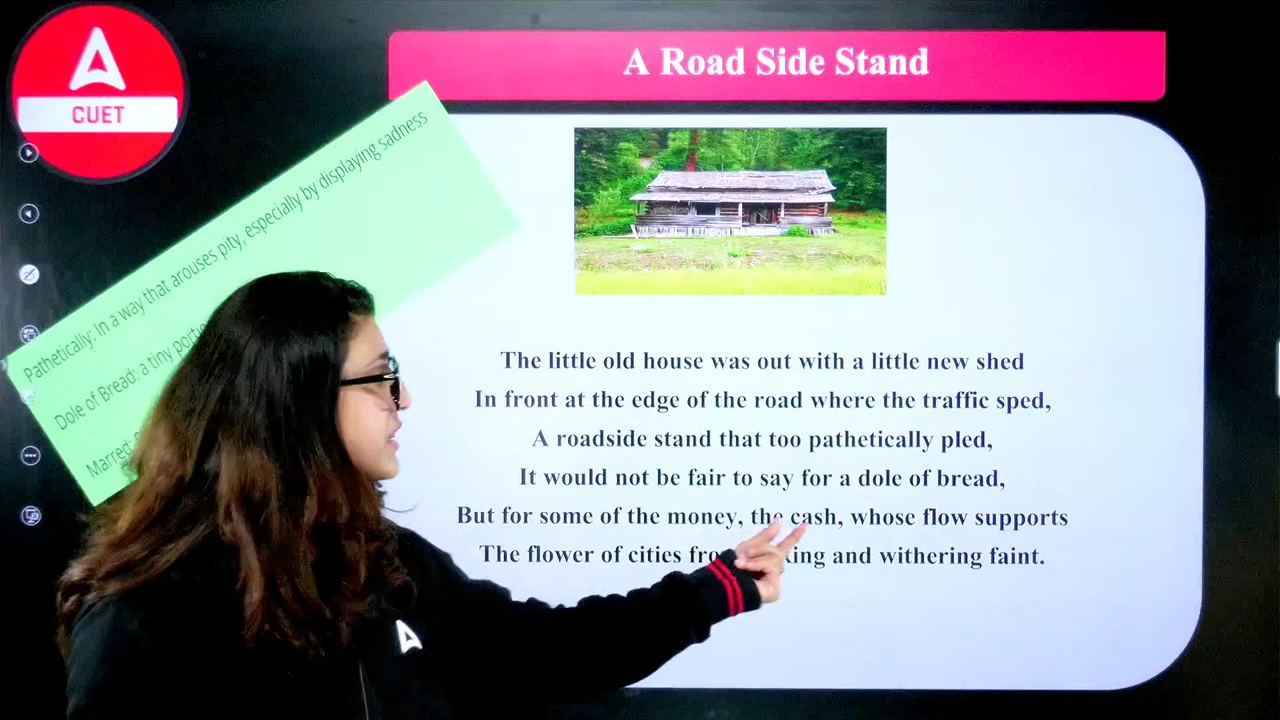 CUET
A Road Side Stand
Pathetically: In a way that arouses pity, especially by displaying sadness
Dole of Bread: a tiny
Marred:
The little old house was out with a little new shed
In front at the edge of the road where the traffic sped,
A roadside stand that too pathetically pled,
It would not be fair to say for a dole of bread,
But for some of the money, the cash, whose flow supports
The flower of cities and withering faint.